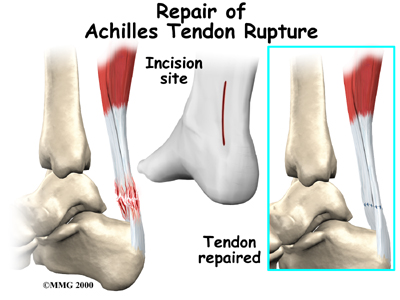 Repair of
Achilles Tendon Rupture
Incision
site
Tendon
repaired
©MMG 2000